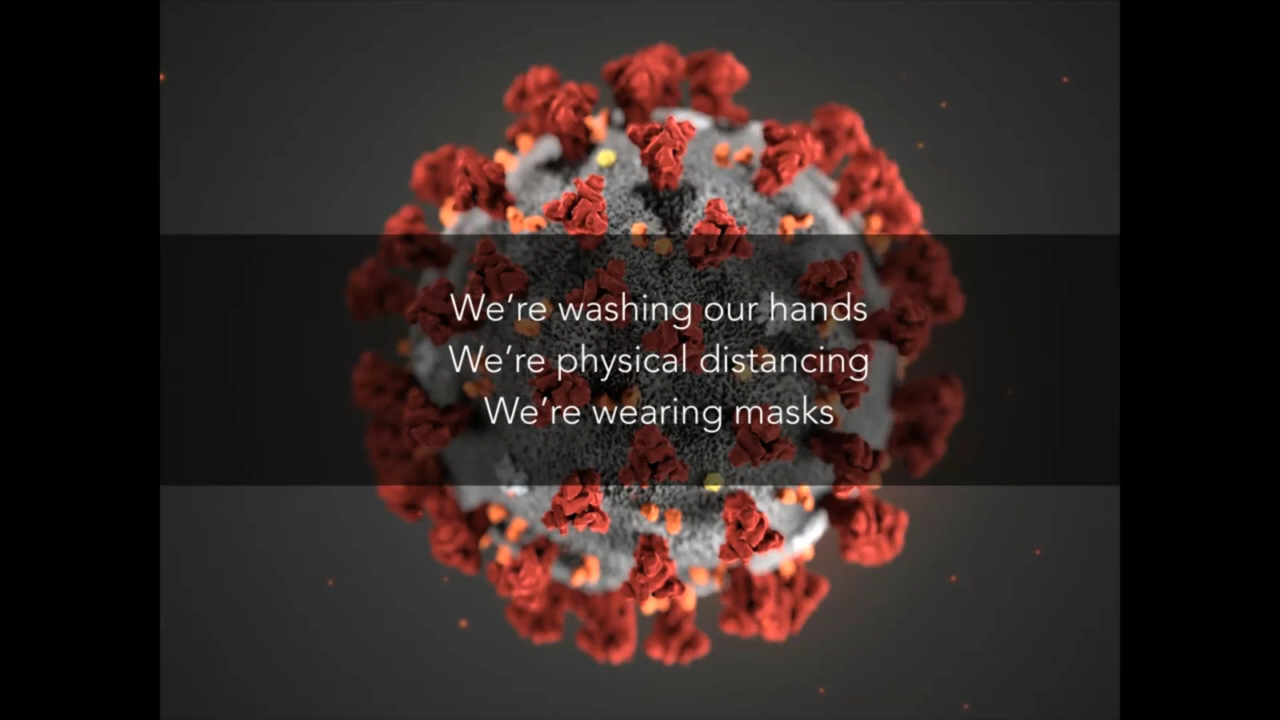 We’re washing our hands
We’re physical distancing
We’re wearing masks